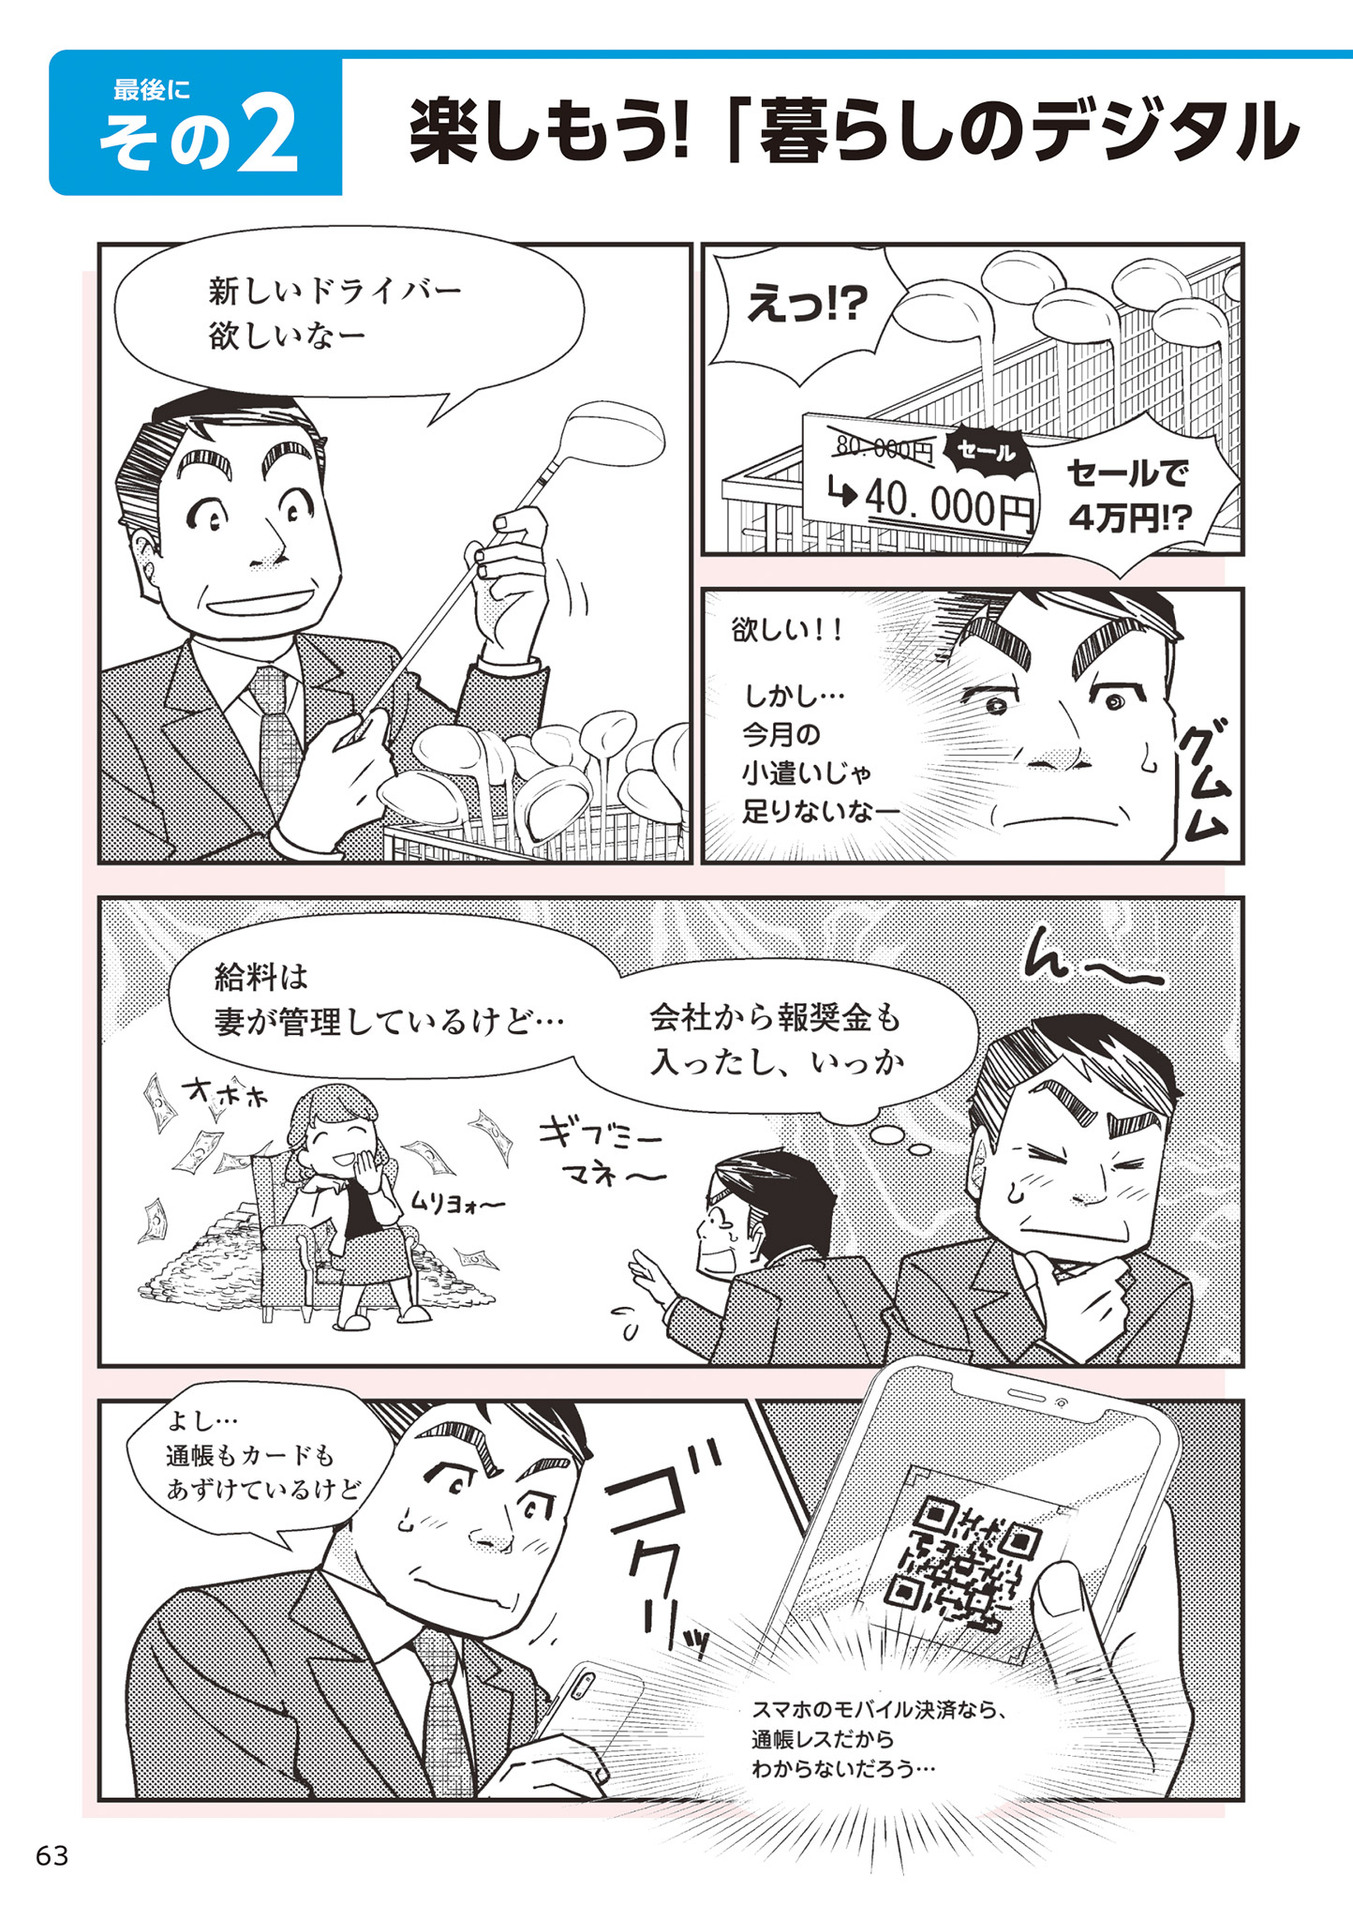 最後に
その2
楽しもう!「暮らしのデジタル
新しいドライバー
欲しいなー
えっ!?
80.000円
セール
40.000円
セールで
4万円!?
欲しい!!
しかし…
今月の
小遣いじゃ
足りないなー
グムム
給料は
妻が管理しているけど…
会社から報奨金も
入ったし、いっか
ん〜
オホホ
ムリヨォ〜
ギブミー
マネ〜
よし…
通帳もカードも
あずけているけど
ゴクリッ
スマホのモバイル決済なら、
通帳レスだから
わからないだろう…
63